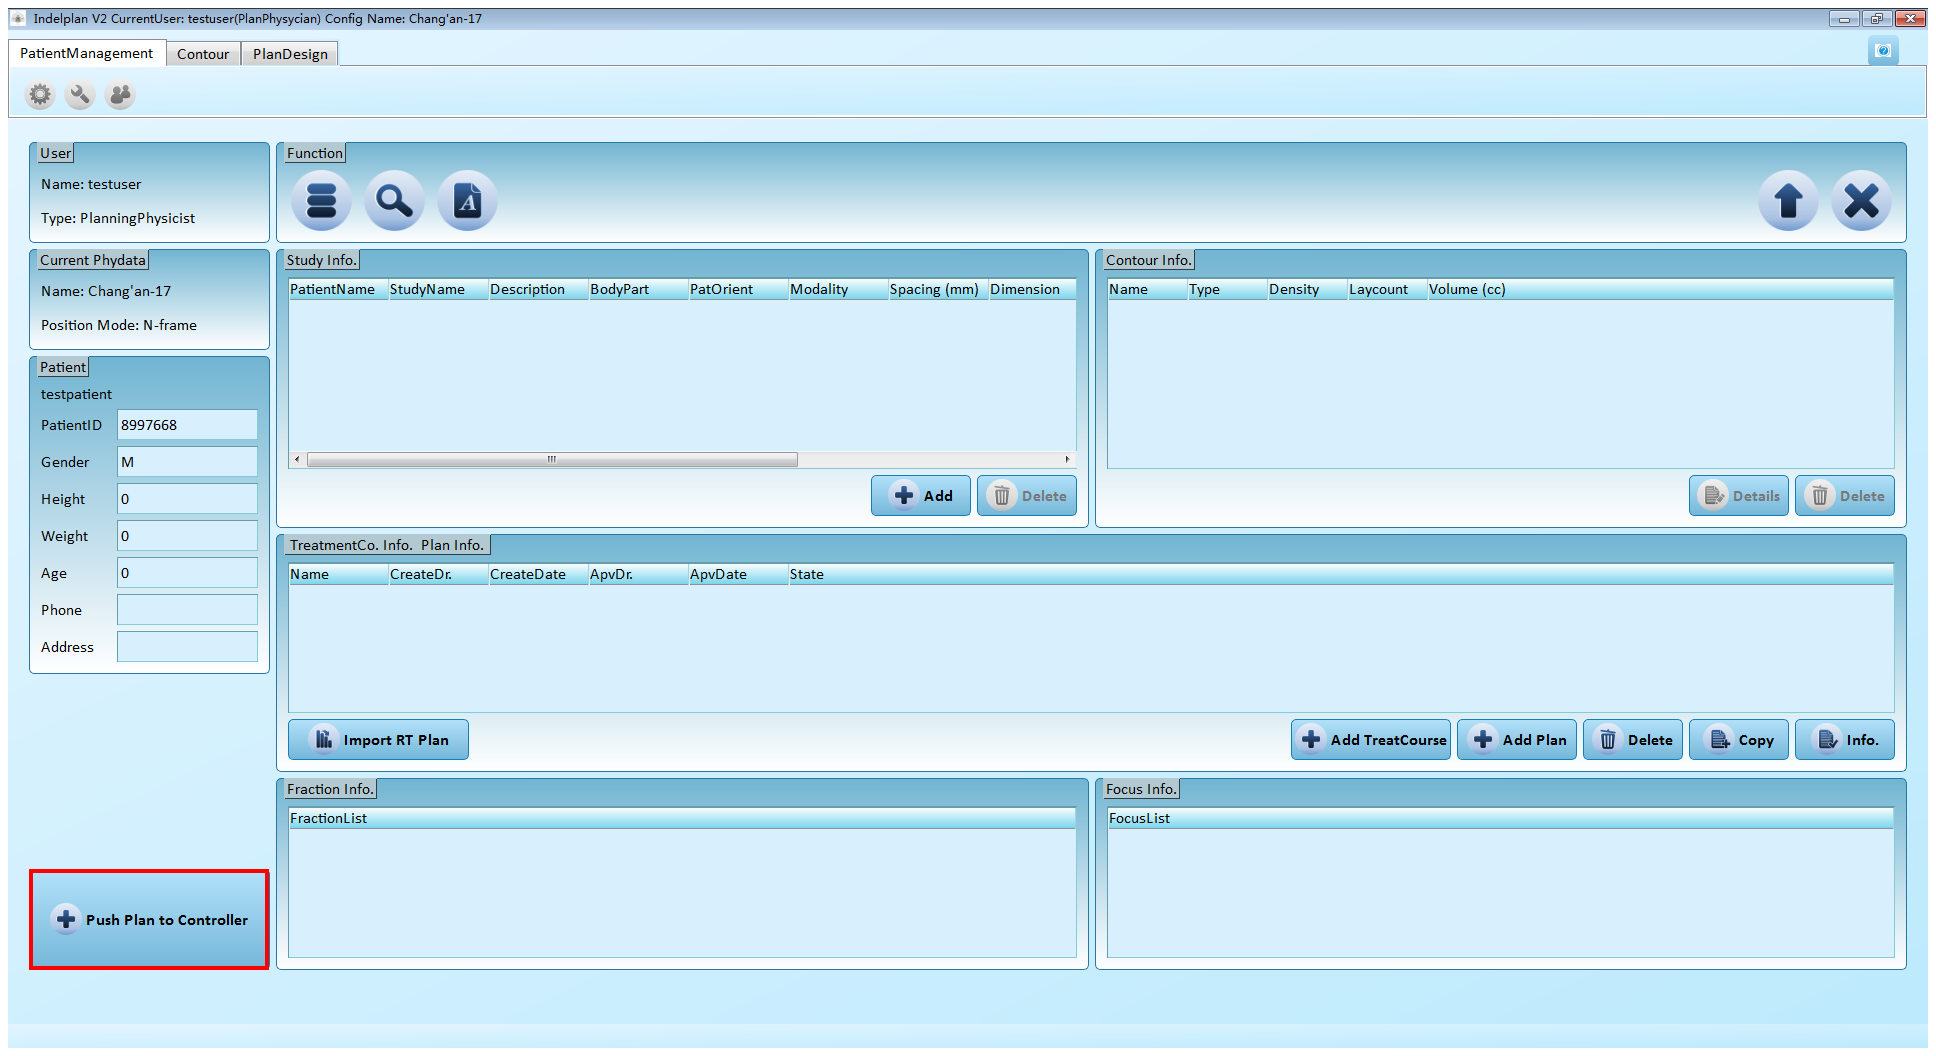 Indelplan V2 CurrentUser: testuser(PlanPhysycian) Config Name: Chang'an-17
PatientManagement
Contour
PlanDesign
User
Name: testuser
Type: PlanningPhysicist
Function
A
Current Phydata
Name: Chang'an-17
Position Mode: N-frame
Study Info.
PatientName StudyName Description BodyPart PatOrient Modality Spacing (mm) Dimension
Add
Delete
Contour Info.
Name Type Density Laycount Volume (cc)
Details
Delete
Patient
testpatient
PatientID 8997668
Gender M
Height 0
Weight 0
Age 0
Phone
Address
TreatmentCo. Info. Plan Info.
Name CreateDr. CreateDate ApvDr. ApvDate State
Import RT Plan
Add TreatCourse
Add Plan
Delete
Copy
Info.
Fraction Info.
FractionList
Focus Info.
FocusList
Push Plan to Controller